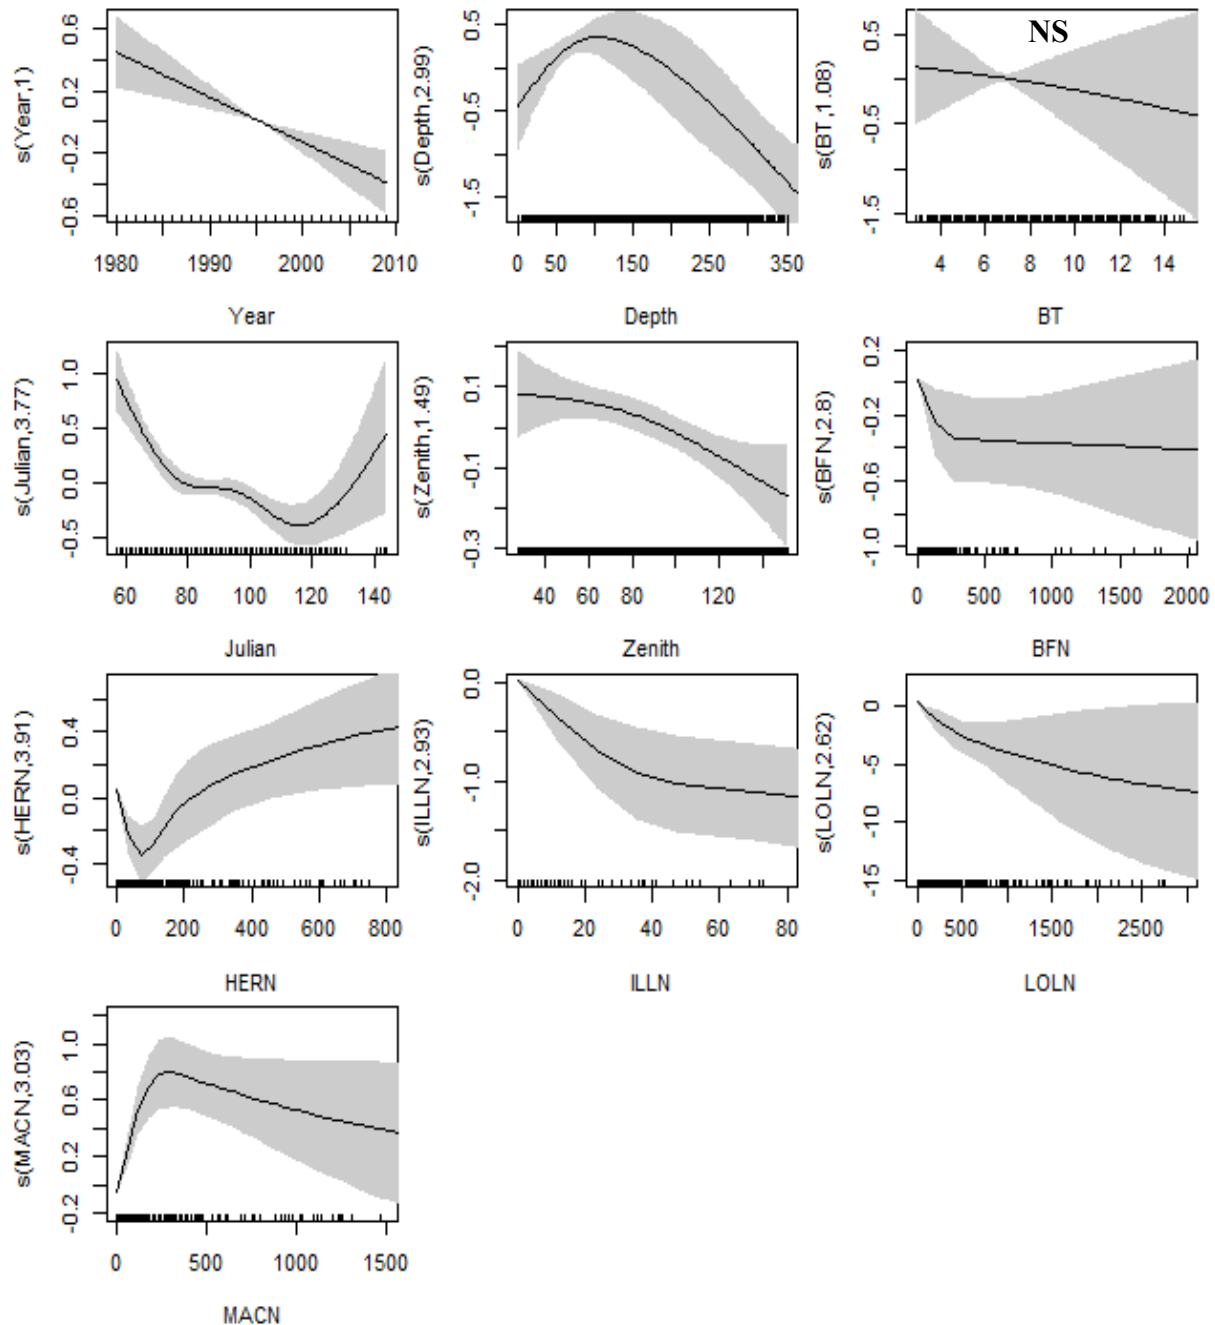 s(Year,1)
0.6
0.2
-0.2
-0.6
1980 1990 2000 2010
Year
s(Depth,2.99)
0.5
-0.5
-1.5
0 50 150 250 350
Depth
NS
s(BT,1.08)
0.5
-0.5
-1.5
4 6 8 10 12 14
BT
s(Julian,3.77)
1.0
0.5
0.0
-0.5
60 80 100 120 140
Julian
s(Zenith,1.49)
0.1
-0.1
-0.3
40 60 80 120
Zenith
s(BFN,2.8)
0.2
-0.2
-0.6
-1.0
0 500 1000 1500 2000
BFN
s(HERN,3.91)
0.4
0.0
-0.4
0 200 400 600 800
HERN
s(ILLN,2.93)
0.0
-1.0
-2.0
0 20 40 60 80
ILLN
s(LOLN,2.62)
0
-5
-10
-15
0 500 1500 2500
LOLN
s(MACN,3.03)
1.0
0.6
0.2
-0.2
0 500 1000 1500
MACN